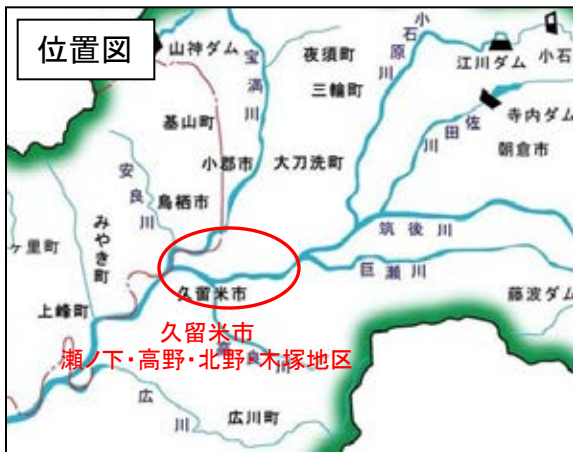 位置図
山神ダム
宝満川
夜須町
小石原川
江川ダム
小石
三輪町
基山町
佐田川
寺内ダム
朝倉市
安良川
小郡市
大刀洗町
鳥栖市
みやき町
ヶ里町
筑後川
巨瀬川
久留米市
上峰町
藤波ダム
久留米市
瀬ノ下・高野・北野・木塚地区
広川
広川町